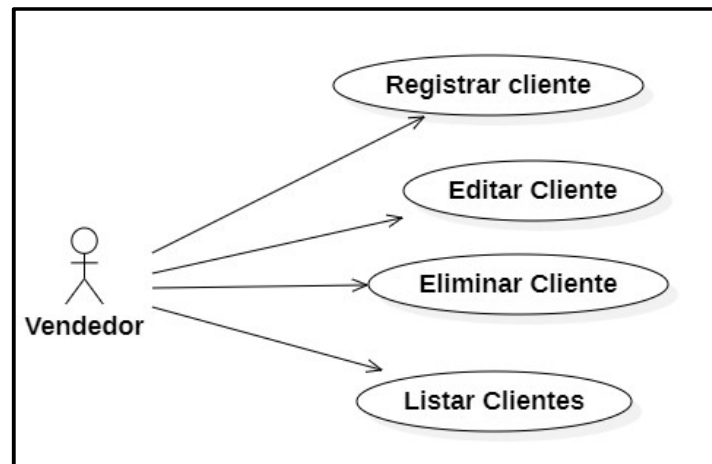 Registrar cliente
Editar Cliente
Eliminar Cliente
Vendedor
Listar Clientes